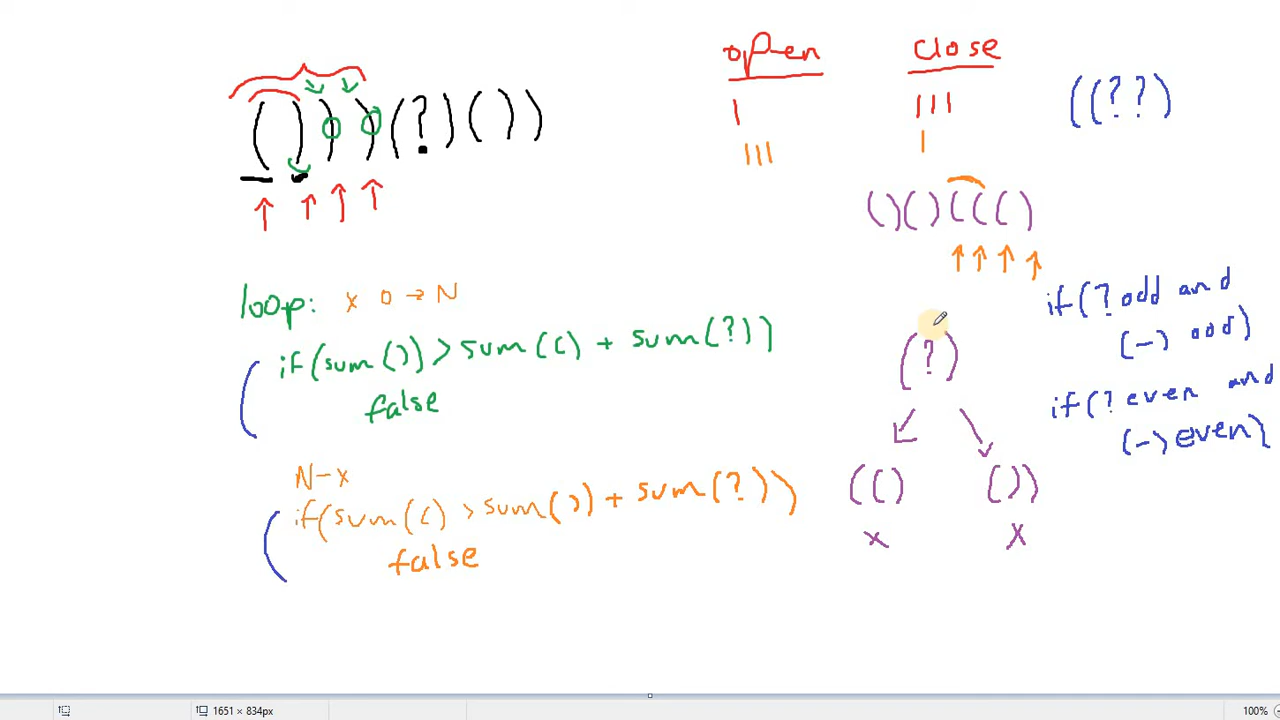 open close
( ) ) ) ( ? ) ( ) )
| |||
||| |
( ( ? ? )
( ) ( ) ( ( ( )
loop: x 0 → N
if(sum()) > sum(() + sum(?))
false
N-x
if(sum(() > sum()) + sum(?))
false
( ? )
( ( ) ( ) )
x x
if(? odd and
(-) odd)
if(? even and
(-) even)
1651 × 834px 100%